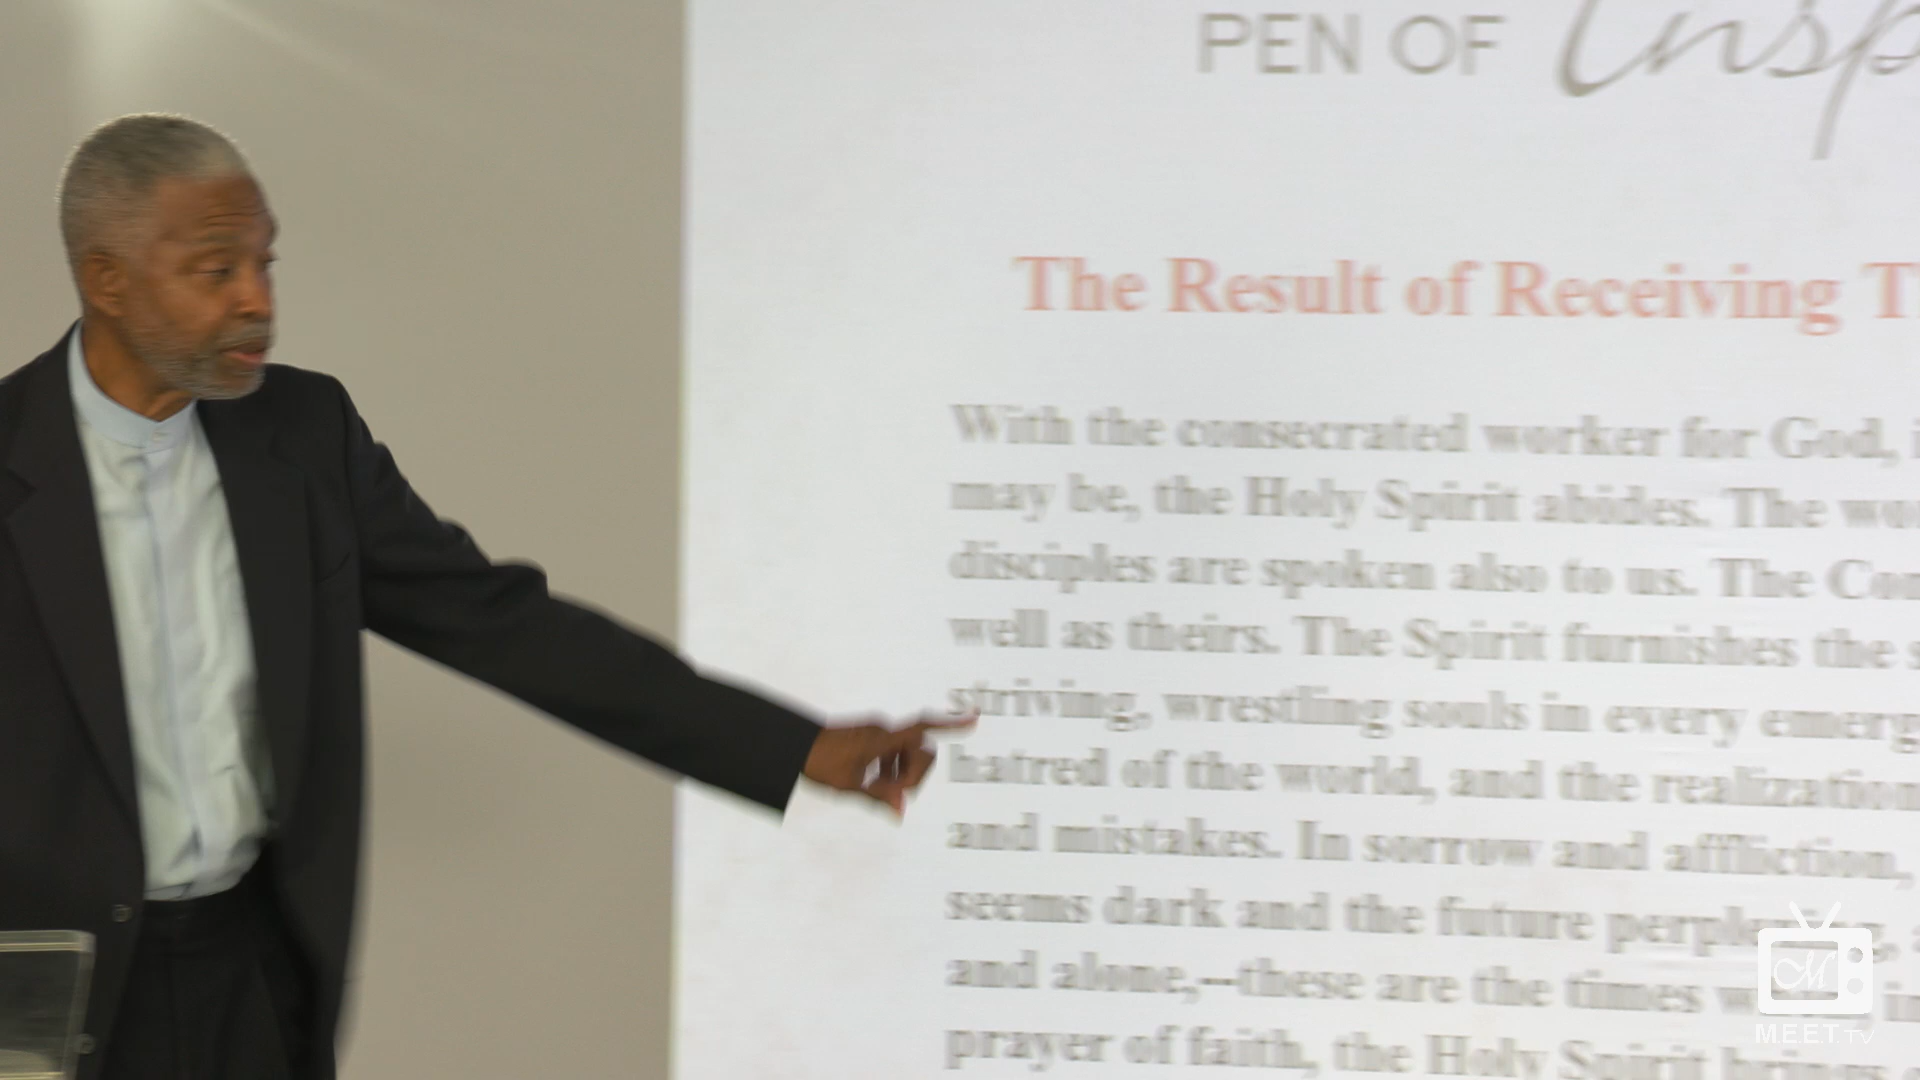 PEN OF
The Result of Receiving
With the consecrated worker for God,
may be, the Holy Spirit abides. The
disciples are spoken also to us. The
well as theirs. The Spirit furnishes the
striving, wrestling souls in every
hatred of the world, and the realization
and mistakes. In sorrow and affliction,
seems dark and the future perplexing,
and alone,--these are the times
prayer of faith, the Holy Spirit brings
M.E.E.T. TV